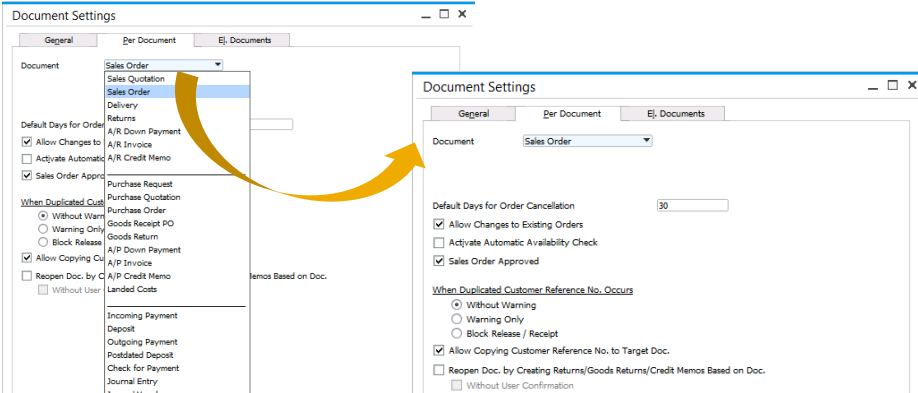 Document Settings
General
Per Document
El. Documents
Document
Sales Order
Sales Quotation
Sales Order
Delivery
Returns
A/R Down Payment
A/R Invoice
A/R Credit Memo
Purchase Request
Purchase Quotation
Purchase Order
Goods Receipt PO
Goods Return
A/P Down Payment
A/P Invoice
A/P Credit Memo
Landed Costs
Incoming Payment
Deposit
Outgoing Payment
Postdated Deposit
Check for Payment
Journal Entry
Default Days for Order
Allow Changes to
Activate Automatic
Sales Order Appro
When Duplicated Cust
Without Warn
Warning Only
Block Release
Allow Copying Cu
Reopen Doc. by C
Memos Based on Doc.
Without User
Document Settings
General
Per Document
El. Documents
Document
Sales Order
Default Days for Order Cancellation
30
Allow Changes to Existing Orders
Activate Automatic Availability Check
Sales Order Approved
When Duplicated Customer Reference No. Occurs
Without Warning
Warning Only
Block Release / Receipt
Allow Copying Customer Reference No. to Target Doc.
Reopen Doc. by Creating Returns/Goods Returns/Credit Memos Based on Doc.
Without User Confirmation